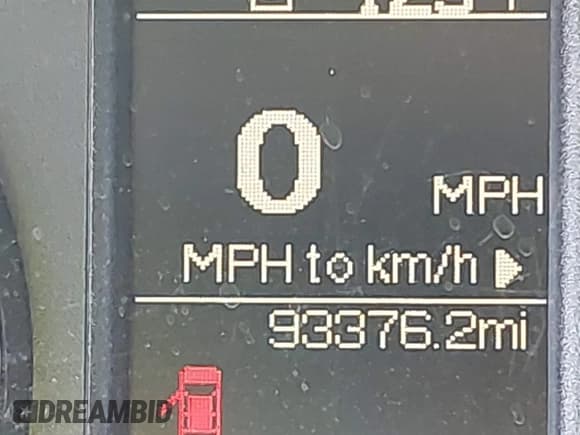 0
MPH
MPH to km/h
93376.2mi
DREAMBID